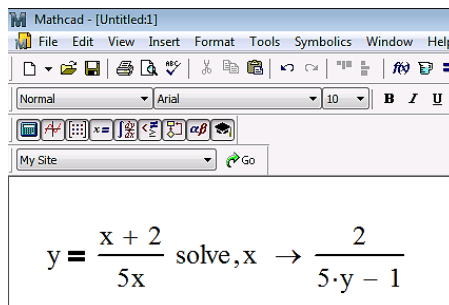 Mathcad - [Untitled:1]
File Edit View Insert Format Tools Symbolics Window Help
Normal Arial 10 B I U
My Site Go
y = (x + 2)/(5x) solve,x → 2/(5·y − 1)